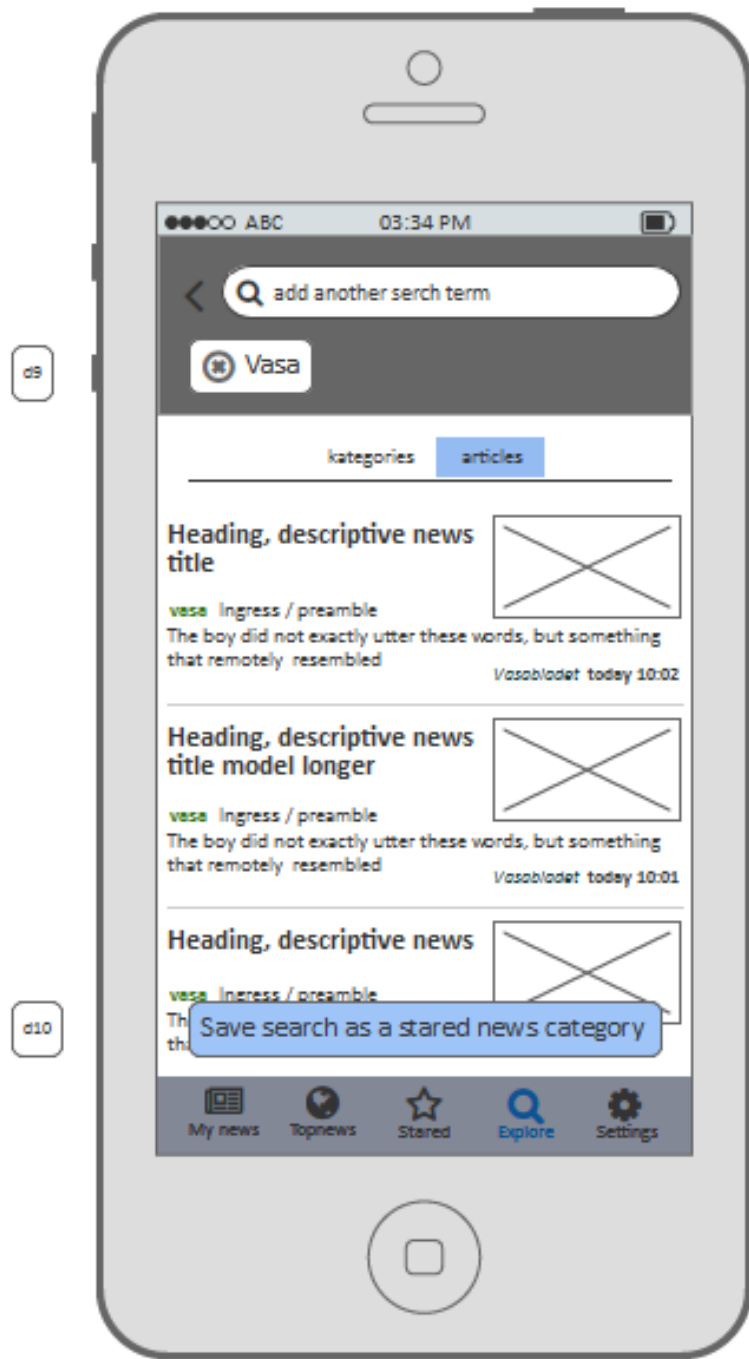 ABC 03:34 PM
add another serch term
d9
Vasa
kategories articles
Heading, descriptive news
title
vasa Ingress / preamble
The boy did not exactly utter these words, but something
that remotely resembled
Vasabladet today 10:02
Heading, descriptive news
title model longer
vasa Ingress / preamble
The boy did not exactly utter these words, but something
that remotely resembled
Vasabladet today 10:01
Heading, descriptive news
vasa Ingress / preamble
d10
Save search as a stared news category
My news Topnews Stared Explore Settings